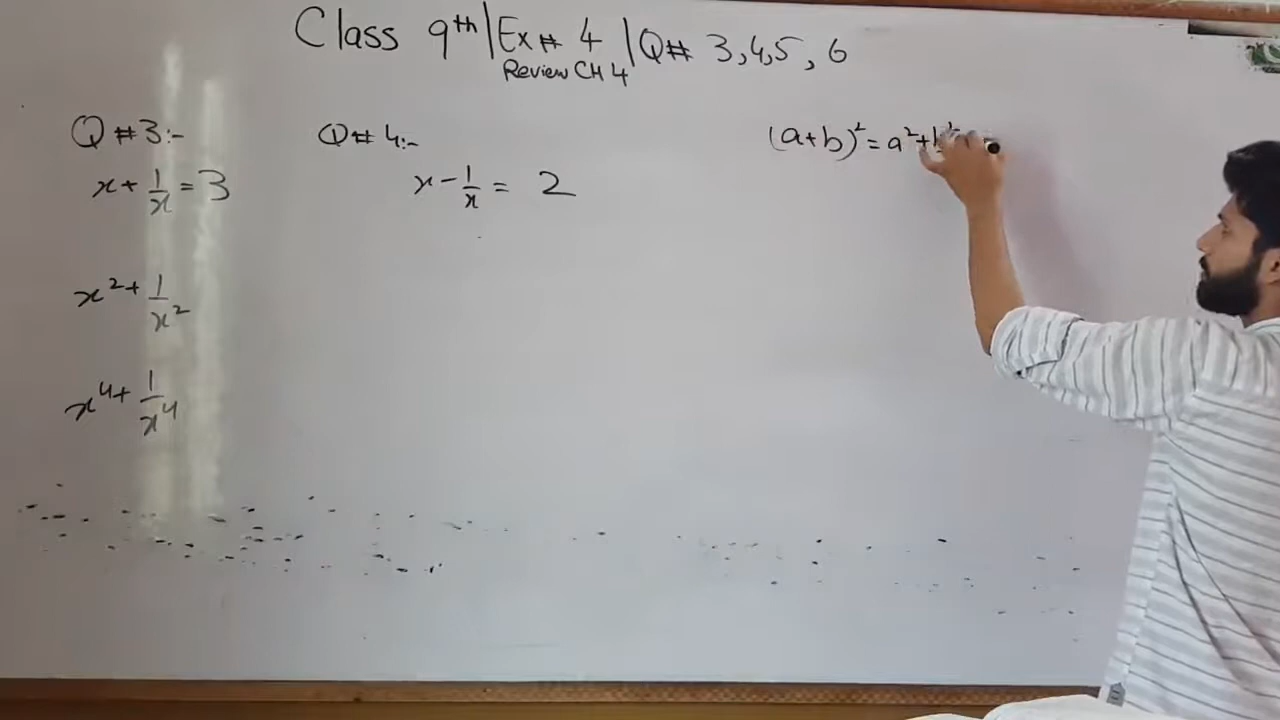 Class 9th | Ex # 4 | Q# 3,4,5, 6
Review CH 4
Q # 3:-
x + 1/x = 3
x² + 1/x²
x⁴ + 1/x⁴
Q # 4:-
x - 1/x = 2
(a+b)² = a² +